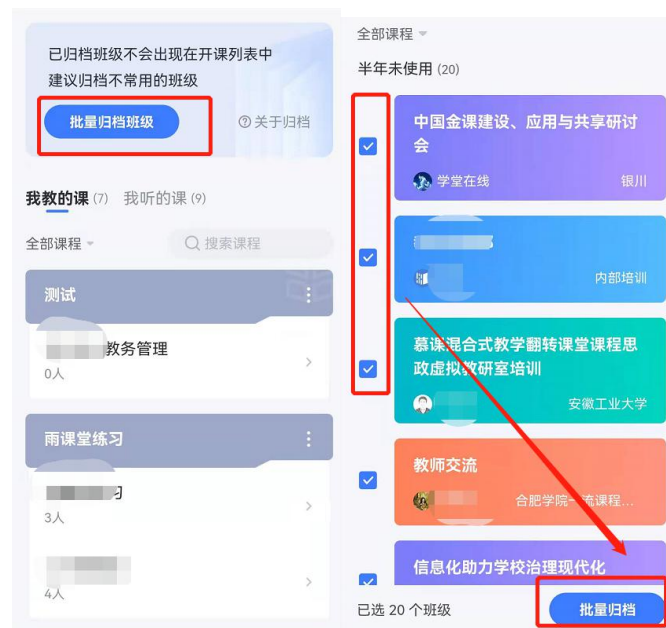 已归档班级不会出现在开课列表中
建议归档不常用的班级
批量归档班级
关于归档
我教的课 (7) 我听的课 (9)
全部课程
搜索课程
测试
教务管理
0人
雨课堂练习
习
3人
4人
全部课程
半年未使用 (20)
中国金课建设、应用与共享研讨
会
学堂在线
银川
内部培训
慕课混合式教学翻转课堂课程思
政虚拟教研室培训
安徽工业大学
教师交流
合肥学院一流课程...
信息化助力学校治理现代化
已选 20 个班级
批量归档